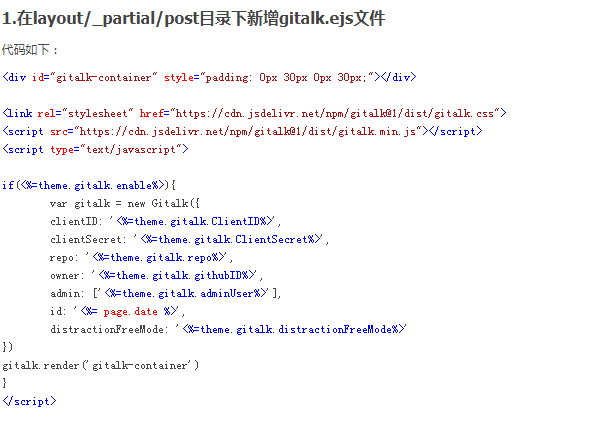 1.在layout/_partial/post目录下新增gitalk.ejs文件
代码如下：
<div id="gitalk-container" style="padding: 0px 30px 0px 30px;"></div>
<link rel="stylesheet" href="https://cdn.jsdelivr.net/npm/gitalk@1/dist/gitalk.css">
<script src="https://cdn.jsdelivr.net/npm/gitalk@1/dist/gitalk.min.js"></script>
<script type="text/javascript">
if(<%=theme.gitalk.enable%>){
var gitalk = new Gitalk({
clientID: '<%=theme.gitalk.ClientID%>',
clientSecret: '<%=theme.gitalk.ClientSecret%>',
repo: '<%=theme.gitalk.repo%>',
owner: '<%=theme.gitalk.githubID%>',
admin: ['<%=theme.gitalk.adminUser%>'],
id: '<%= page.date %>',
distractionFreeMode: '<%=theme.gitalk.distractionFreeMode%>'
})
gitalk.render('gitalk-container')
}
</script>